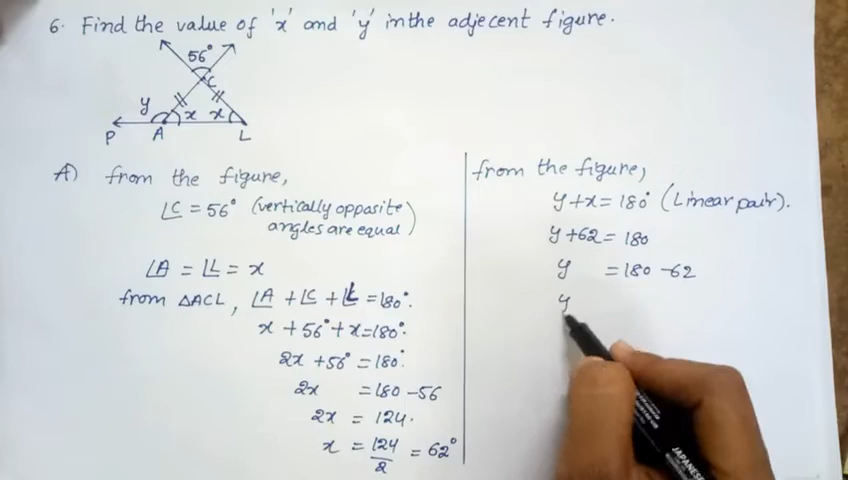 6. Find the value of 'x' and 'y' in the adjecent figure.
56°
C
y
x x
P A L
A) from the figure,
∠C = 56° (vertically opposite
angles are equal)
∠A = ∠L = x
from ΔACL, ∠A + ∠C + ∠L = 180°.
x + 56° + x = 180°.
2x + 56° = 180°.
2x = 180 - 56
2x = 124.
x = 124/2 = 62°
from the figure,
y + x = 180° (Linear pair).
y + 62 = 180
y = 180 - 62
y
JAPANES